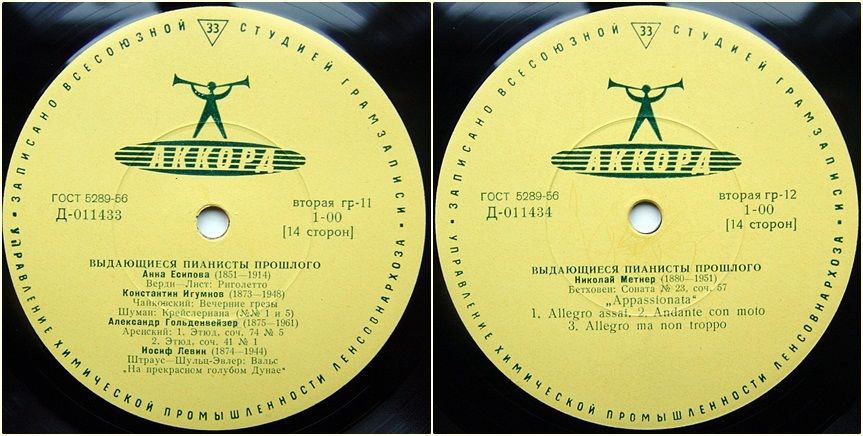 ЗАПИСАНО ВСЕСОЮЗНОЙ СТУДИЕЙ ГРАМЗАПИСИ • УПРАВЛЕНИЕ ХИМИЧЕСКОЙ ПРОМЫШЛЕННОСТИ ЛЕНСОВНАРХОЗА •
33
АККОРД
ГОСТ 5289-56
Д-011433
вторая гр-11
1-00
[14 сторон]
ВЫДАЮЩИЕСЯ ПИАНИСТЫ ПРОШЛОГО
Анна Есипова (1851—1914)
Верди—Лист: Риголетто
Константин Игумнов (1873—1948)
Чайковский: Вечерние грезы
Шуман: Крейслериана (№№ 1 и 5)
Александр Гольденвейзер (1875—1961)
Аренский: 1. Этюд, соч. 74 № 5
2. Этюд, соч. 41 № 1
Иосиф Левин (1874—1944)
Штраус—Шульц-Эвлер: Вальс
„На прекрасном голубом Дунае“
ЗАПИСАНО ВСЕСОЮЗНОЙ СТУДИЕЙ ГРАМЗАПИСИ • УПРАВЛЕНИЕ ХИМИЧЕСКОЙ ПРОМЫШЛЕННОСТИ ЛЕНСОВНАРХОЗА •
33
АККОРД
ГОСТ 5289-56
Д-011434
вторая гр-12
1-00
[14 сторон]
ВЫДАЮЩИЕСЯ ПИАНИСТЫ ПРОШЛОГО
Николай Метнер (1880—1951)
Бетховен: Соната № 23, соч. 57
„Appassionata“
1. Allegro assai, 2. Andante con moto
3. Allegro ma non troppo